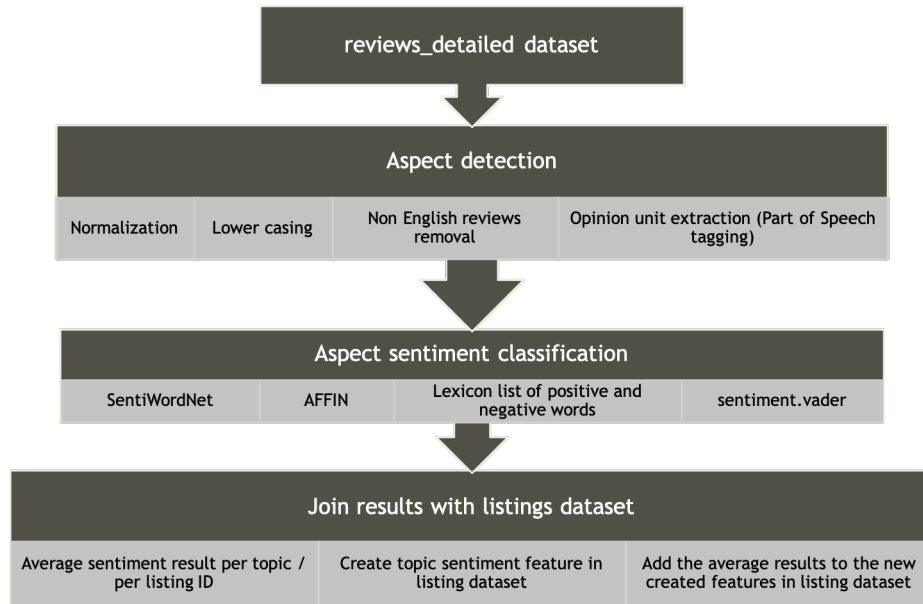 reviews_detailed dataset
Aspect detection
Normalization
Lower casing
Non English reviews
removal
Opinion unit extraction (Part of Speech
tagging)
Aspect sentiment classification
SentiWordNet
AFFIN
Lexicon list of positive and
negative words
sentiment.vader
Join results with listings dataset
Average sentiment result per topic /
per listing ID
Create topic sentiment feature in
listing dataset
Add the average results to the new
created features in listing dataset